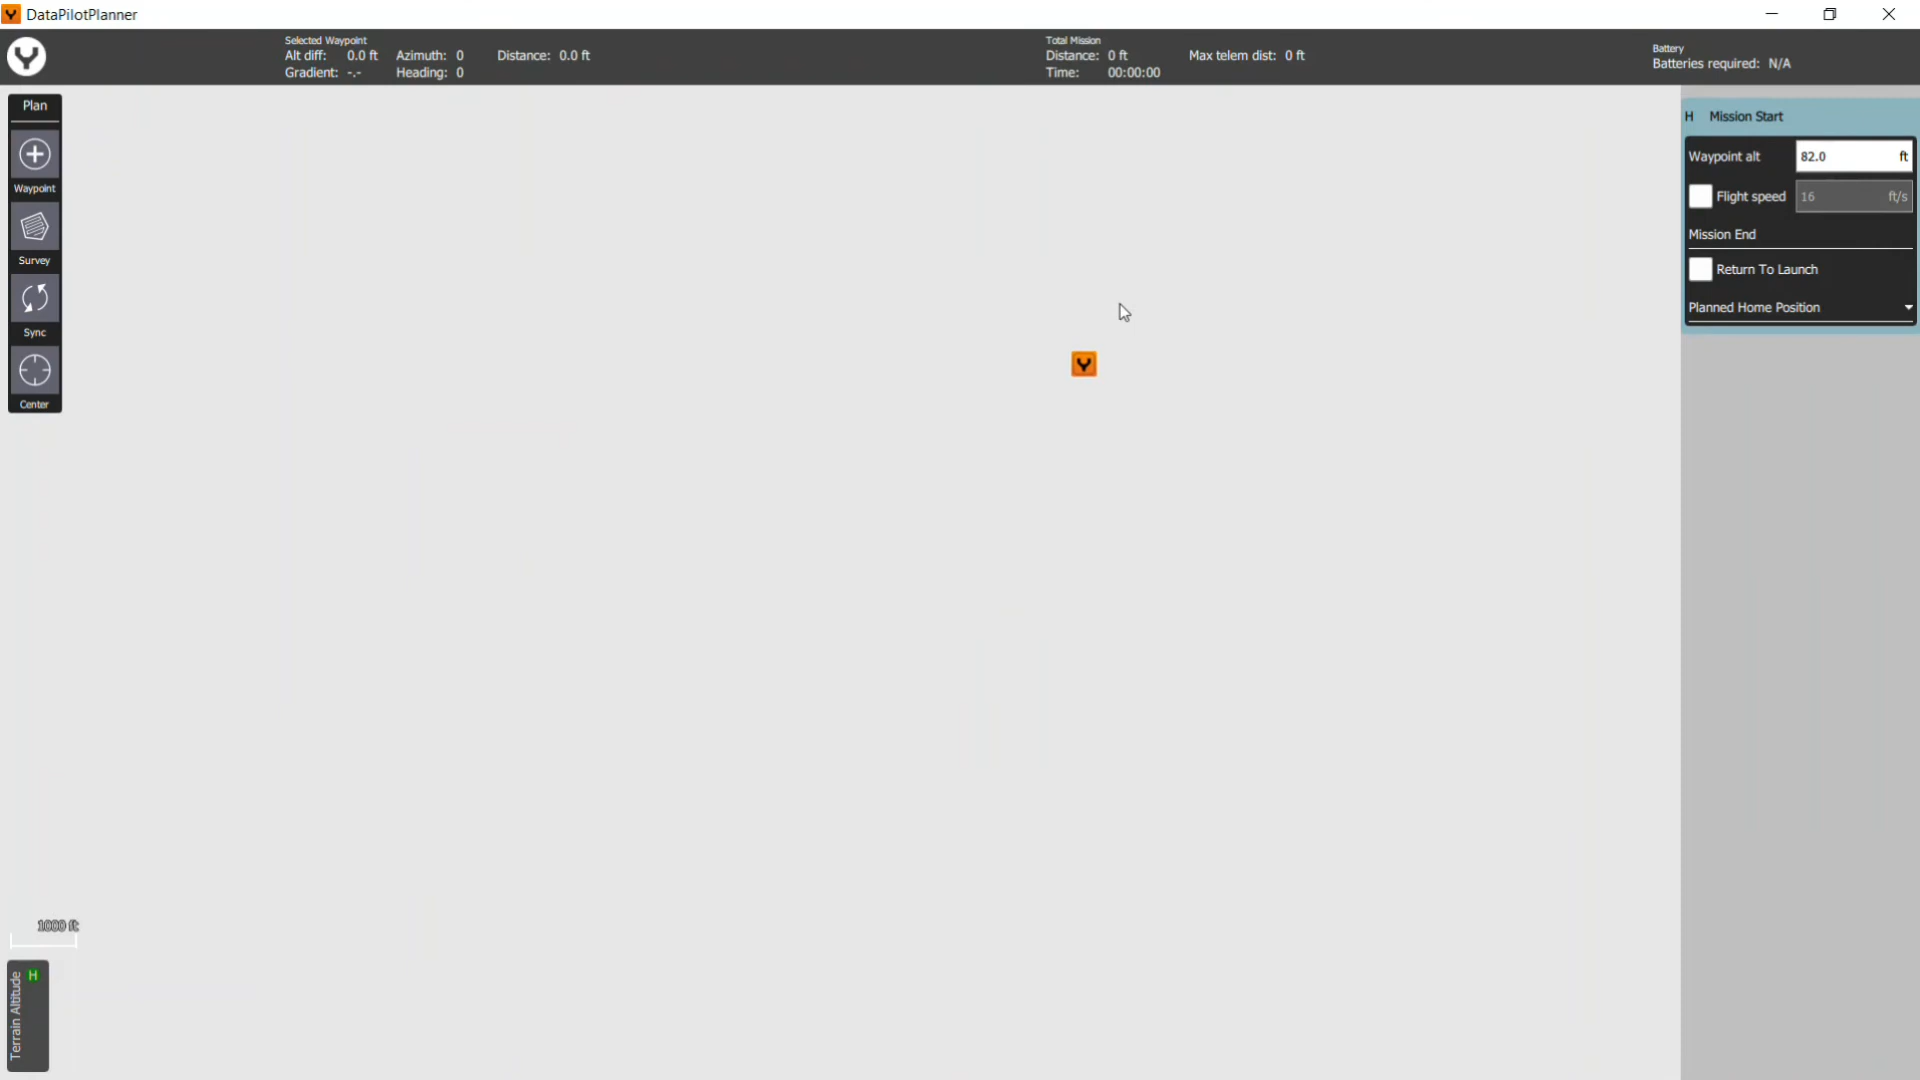 DataPilotPlanner
Selected Waypoint
Alt diff: 0.0 ft Azimuth: 0 Distance: 0.0 ft
Gradient: -.- Heading: 0
Total Mission
Distance: 0 ft Max telem dist: 0 ft
Time: 00:00:00
Battery
Batteries required: N/A
Plan
Waypoint
Survey
Sync
Center
H Mission Start
Waypoint alt 82.0 ft
Flight speed 16 ft/s
Mission End
Return To Launch
Planned Home Position
1000 ft
Terrain Altitude
H